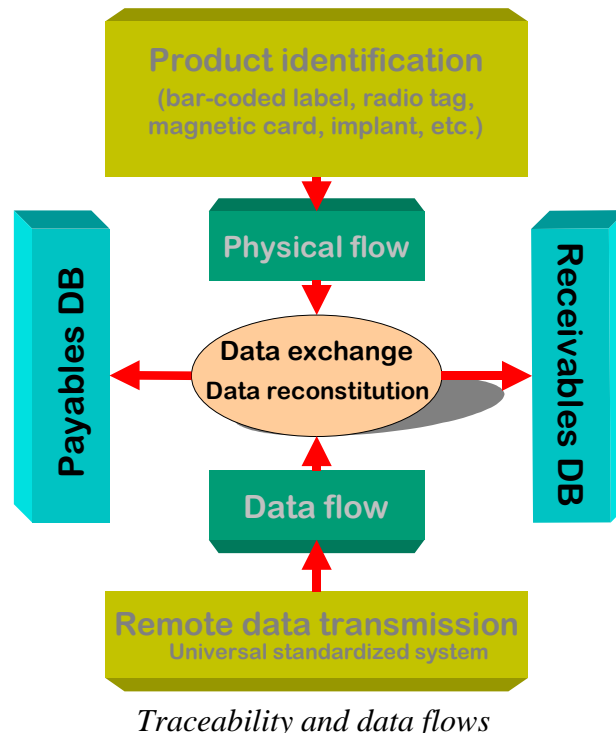 Product identification
(bar-coded label, radio tag,
magnetic card, implant, etc.)
Physical flow
Payables DB
Data exchange
Data reconstitution
Receivables DB
Data flow
Remote data transmission
Universal standardized system
Traceability and data flows